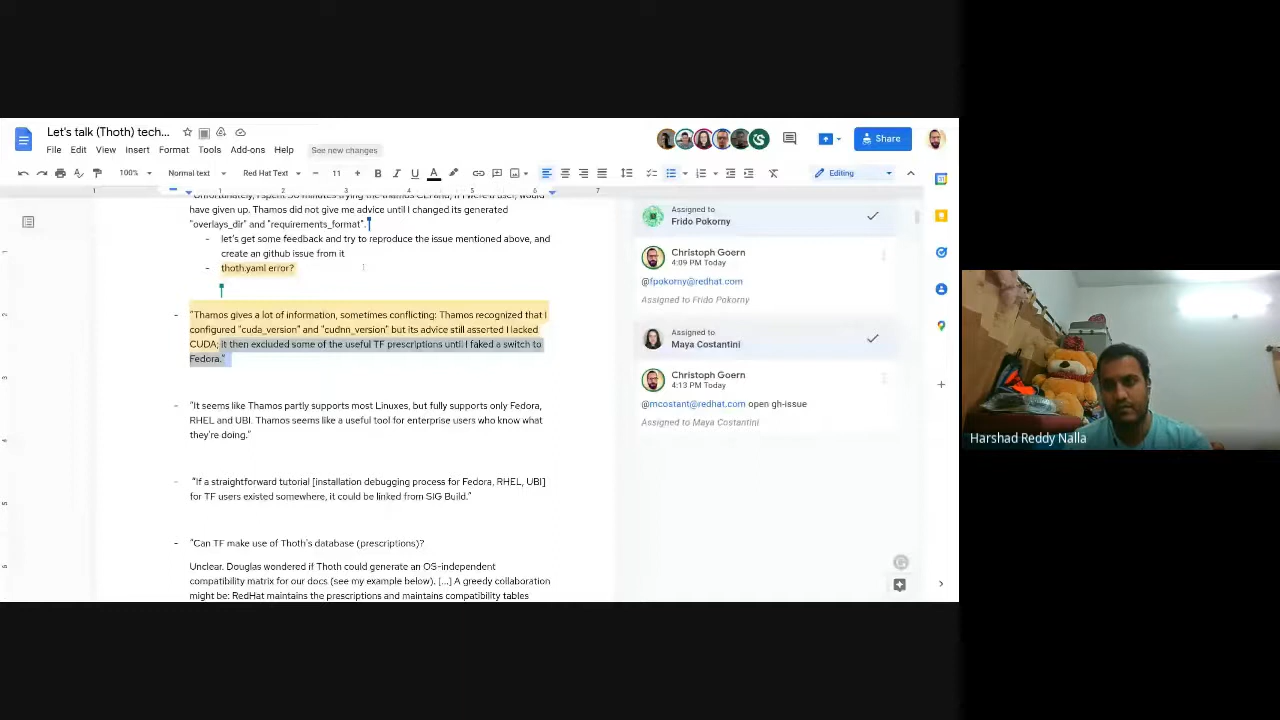 Let's talk (Thoth) tech...
File Edit View Insert Format Tools Add-ons Help See new changes
Share
100% Normal text Red Hat Text 11 Editing
1 1 2 3 4 5 6 7
have given up. Thamos did not give me advice until I changed its generated
"overlays_dir" and "requirements_format".
- let's get some feedback and try to reproduce the issue mentioned above, and
create an github issue from it
- thoth.yaml error?
- "Thamos gives a lot of information, sometimes conflicting: Thamos recognized that I
configured "cuda_version" and "cudnn_version" but its advice still asserted I lacked
CUDA; it then excluded some of the useful TF prescriptions until I faked a switch to
Fedora."
- "It seems like Thamos partly supports most Linuxes, but fully supports only Fedora,
RHEL and UBI. Thamos seems like a useful tool for enterprise users who know what
they're doing."
- "If a straightforward tutorial [installation debugging process for Fedora, RHEL, UBI]
for TF users existed somewhere, it could be linked from SIG Build."
- "Can TF make use of Thoth's database (prescriptions)?
Unclear. Douglas wondered if Thoth could generate an OS-independent
compatibility matrix for our docs (see my example below). [...] A greedy collaboration
might be: RedHat maintains the prescriptions and maintains compatibility tables
Assigned to
Frido Pokorny
Christoph Goern
4:09 PM Today
@fpokorny@redhat.com
Assigned to Frido Pokorny
Assigned to
Maya Costantini
Christoph Goern
4:13 PM Today
@mcostant@redhat.com open gh-issue
Assigned to Maya Costantini
Harshad Reddy Nalla